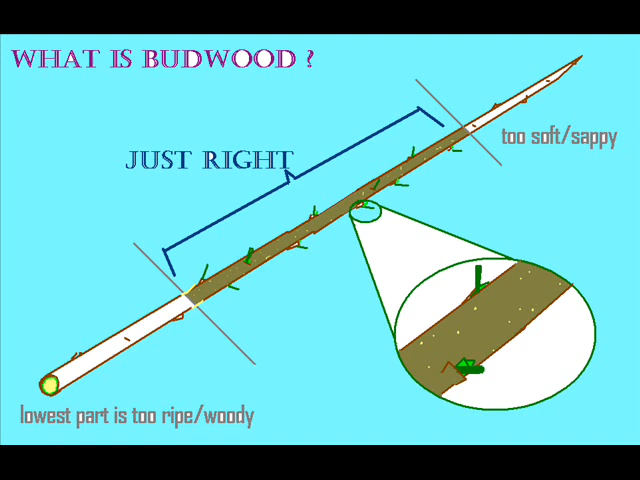 WHAT IS BUDWOOD ?
JUST RIGHT
too soft/sappy
lowest part is too ripe/woody